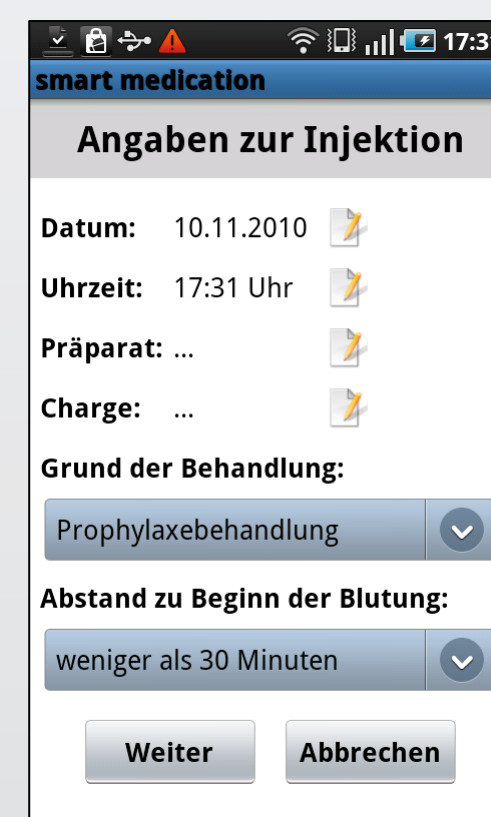 17:31
smart medication
Angaben zur Injektion
Datum: 10.11.2010
Uhrzeit: 17:31 Uhr
Präparat: ...
Charge: ...
Grund der Behandlung:
Prophylaxebehandlung
Abstand zu Beginn der Blutung:
weniger als 30 Minuten
Weiter Abbrechen